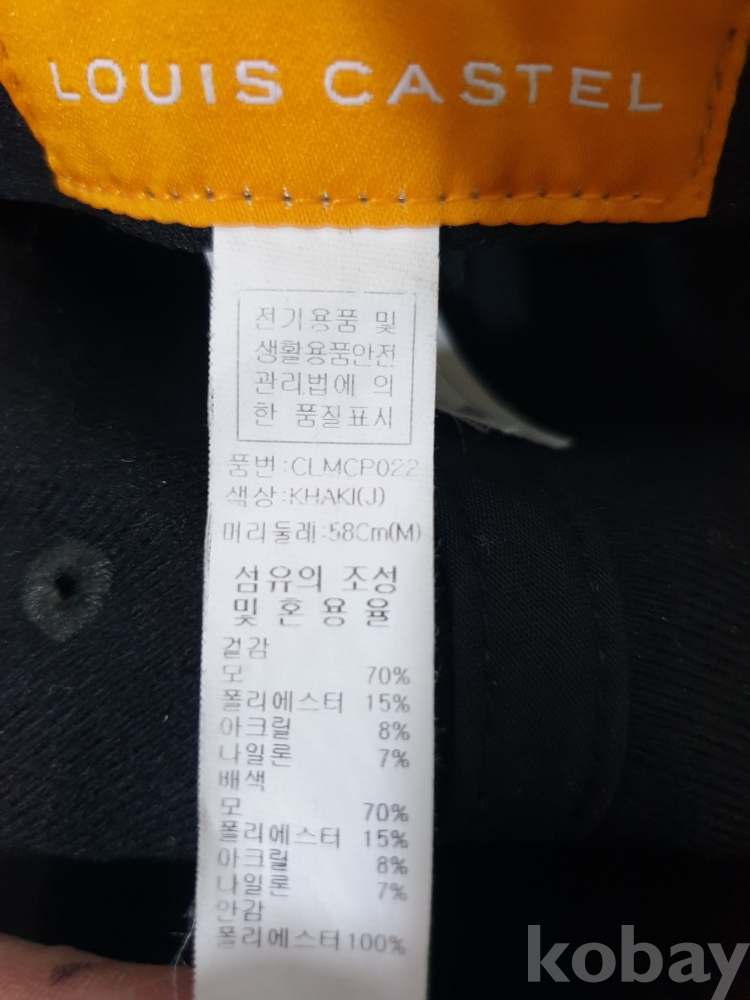 LOUIS CASTEL
전기용품 및
생활용품안전
관리법에 의
한 품질표시
품번:CLMCP022
색상:KHAKI(J)
머리둘레:58Cm(M)
섬유의 조성
및 혼용율
겉감
모 70%
폴리에스터 15%
아크릴 8%
나일론 7%
배색
모 70%
폴리에스터 15%
아크릴 8%
나일론 7%
안감
폴리에스터 100%
kobay